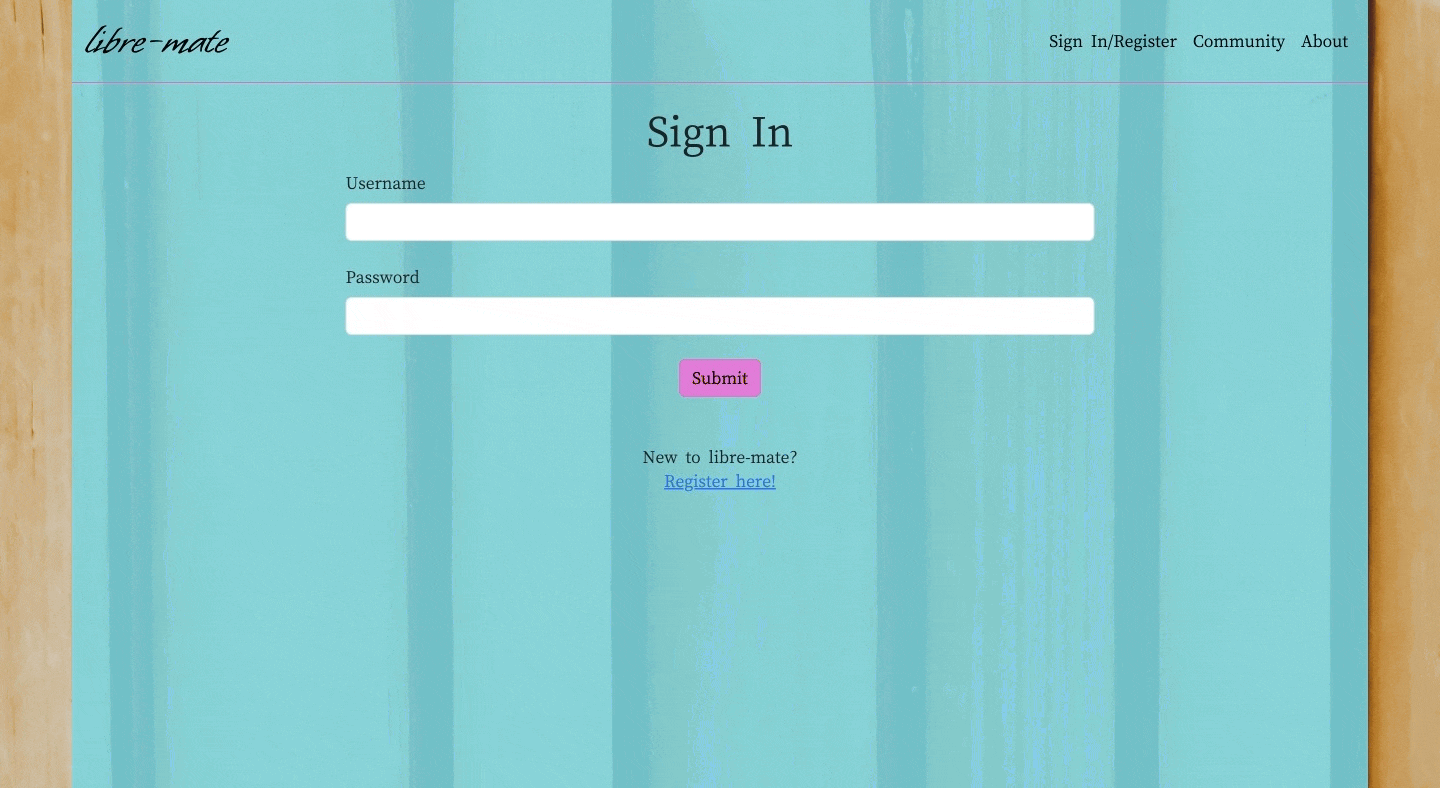 libre-mate
Sign In/Register Community About
Sign In
Username
Password
Submit
New to libre-mate?
Register here!